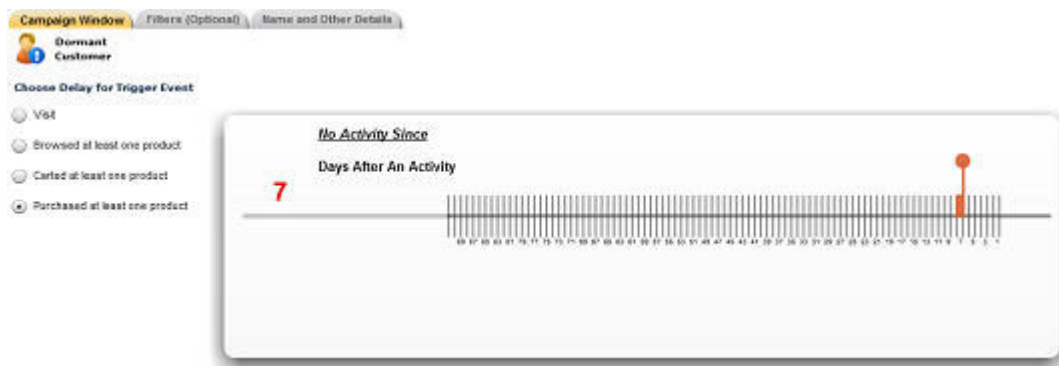 Campaign Window
Filters (Optional)
Name and Other Details
Dormant
Customer
Choose Delay for Trigger Event
Visit
Browsed at least one product
Carted at least one product
Purchased at least one product
No Activity Since
Days After An Activity
7